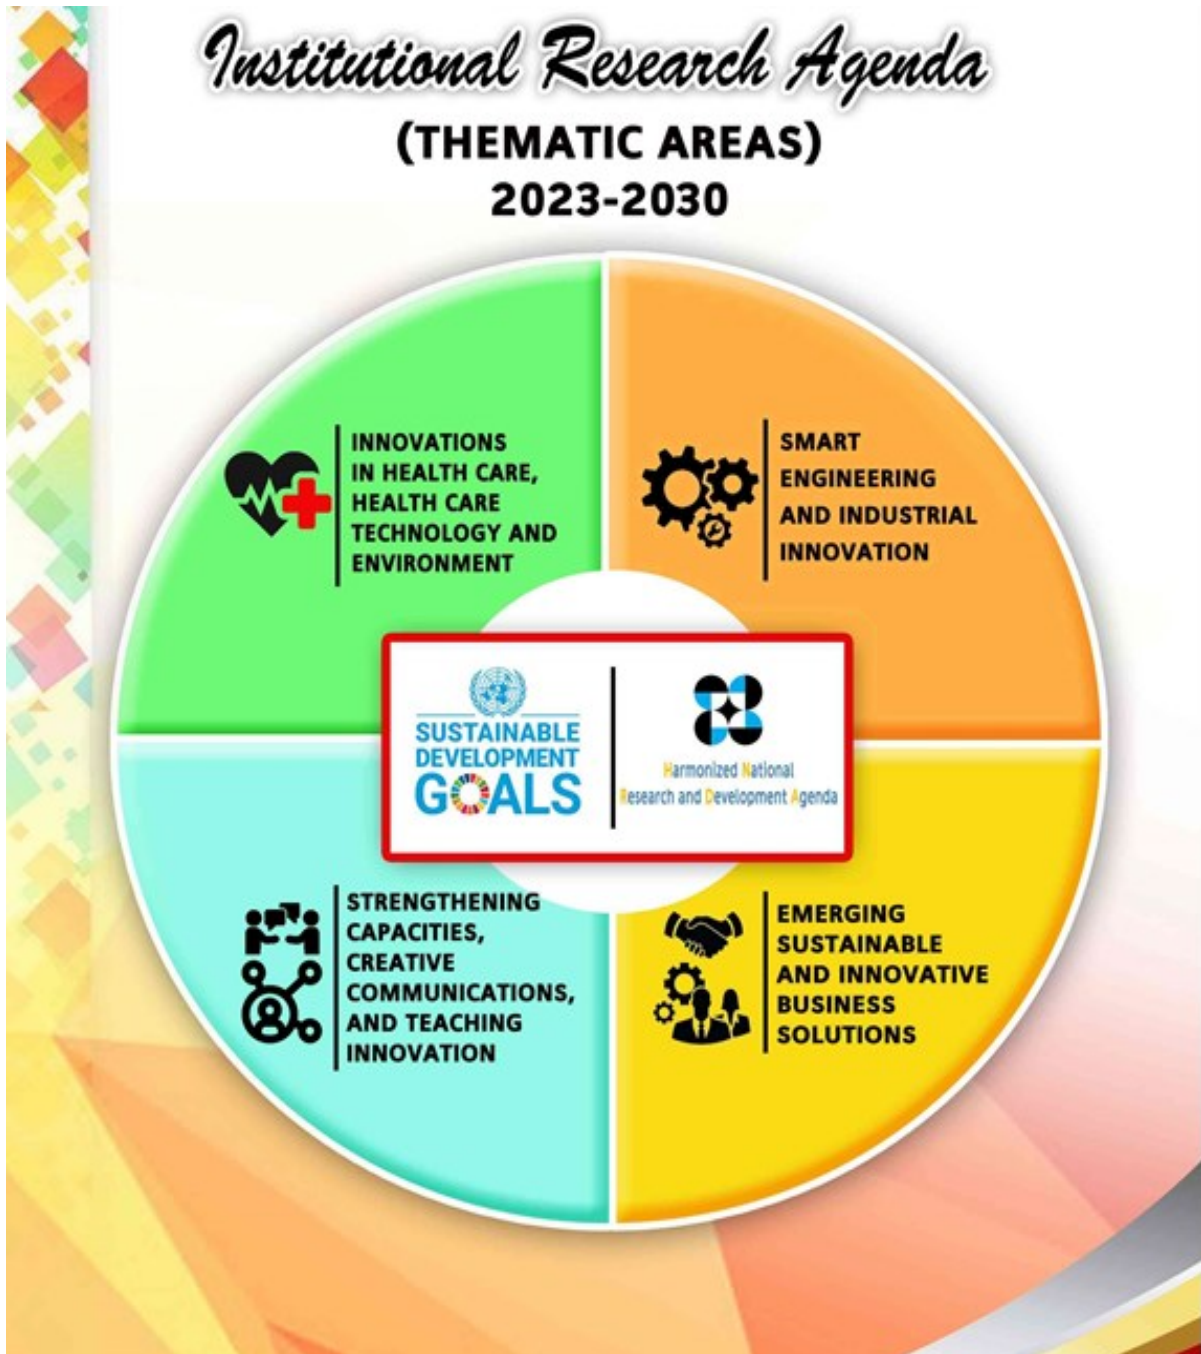 Institutional Research Agenda
(THEMATIC AREAS)
2023-2030
INNOVATIONS
IN HEALTH CARE,
HEALTH CARE
TECHNOLOGY AND
ENVIRONMENT
SMART
ENGINEERING
AND INDUSTRIAL
INNOVATION
SUSTAINABLE
DEVELOPMENT
GOALS
Harmonized National
Research and Development Agenda
STRENGTHENING
CAPACITIES,
CREATIVE
COMMUNICATIONS,
AND TEACHING
INNOVATION
EMERGING
SUSTAINABLE
AND INNOVATIVE
BUSINESS
SOLUTIONS